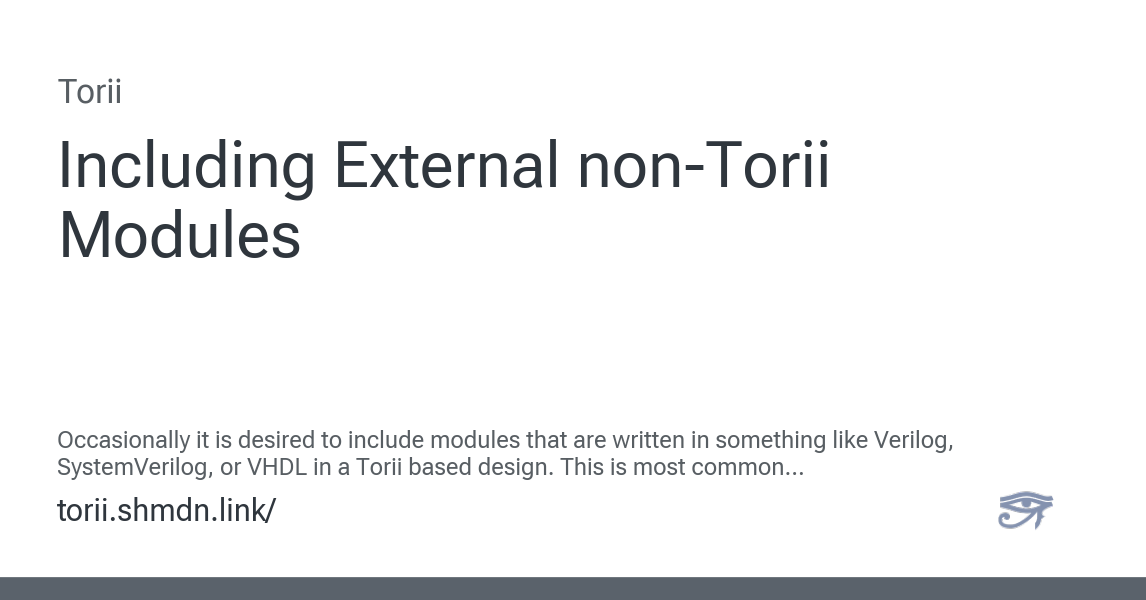 Torii
Including External non-Torii
Modules
Occasionally it is desired to include modules that are written in something like Verilog,
SystemVerilog, or VHDL in a Torii based design. This is most common...
torii.shmdn.link/